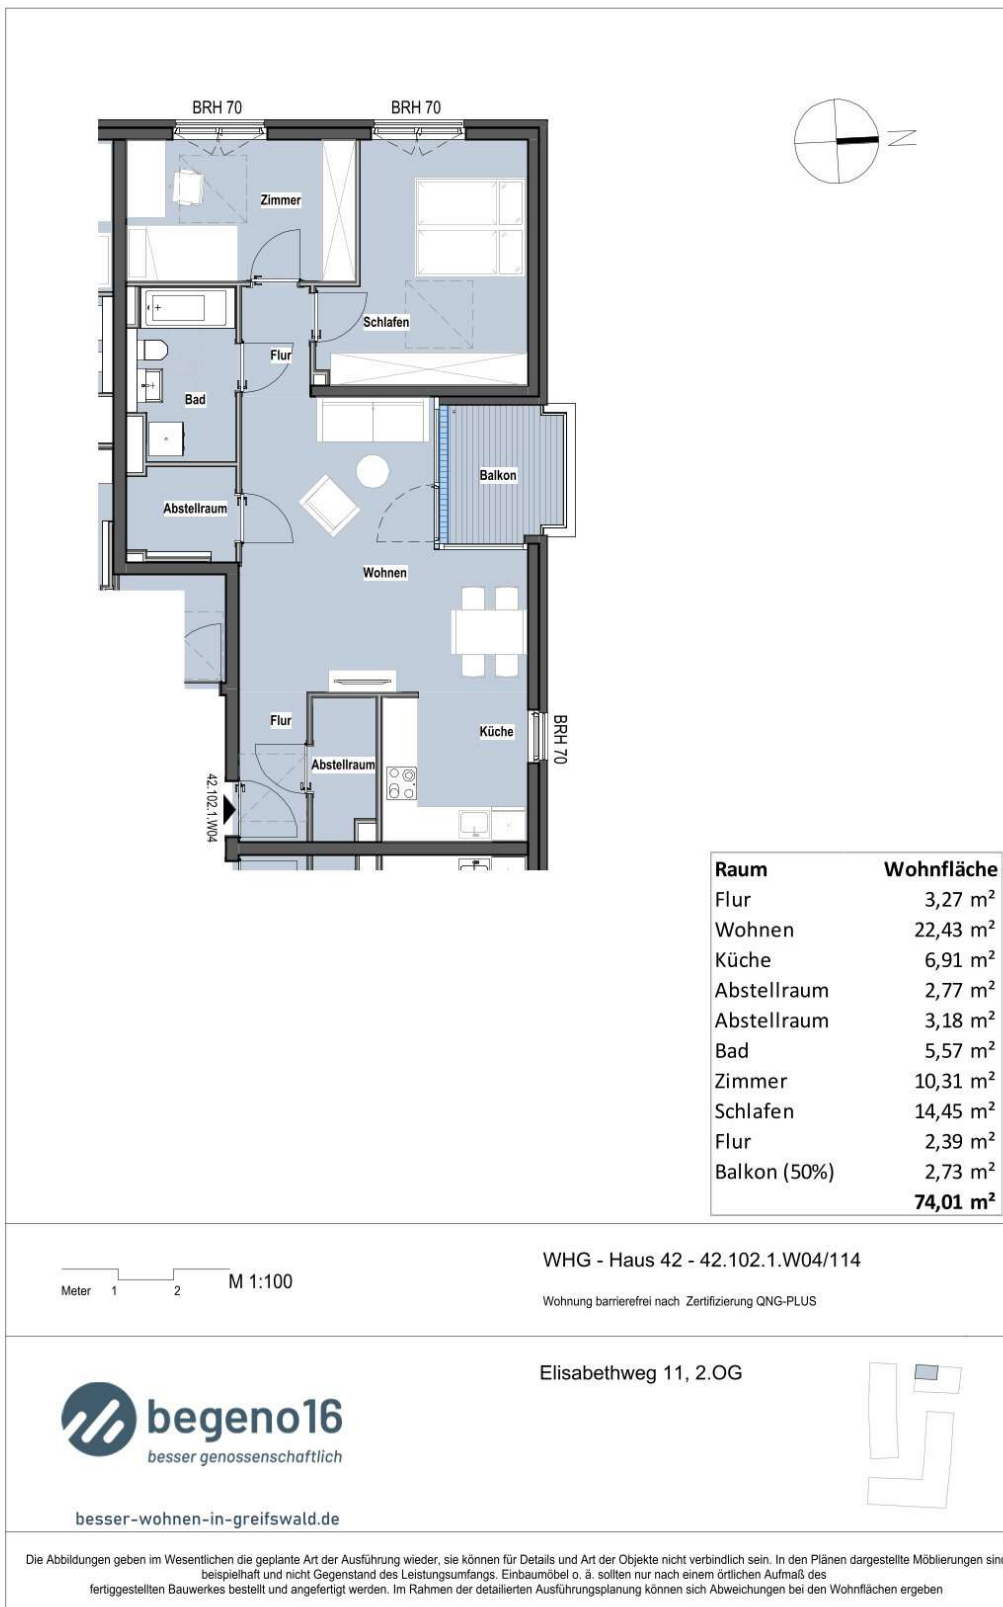 BRH 70 BRH 70
N
Zimmer
Schlafen
Flur
Bad
Balkon
Abstellraum
Wohnen
Flur
Küche
BRH 70
Abstellraum
42.102.1.W04
Raum Wohnfläche
Flur 3,27 m²
Wohnen 22,43 m²
Küche 6,91 m²
Abstellraum 2,77 m²
Abstellraum 3,18 m²
Bad 5,57 m²
Zimmer 10,31 m²
Schlafen 14,45 m²
Flur 2,39 m²
Balkon (50%) 2,73 m²
74,01 m²
Meter 1 2 M 1:100
WHG - Haus 42 - 42.102.1.W04/114
Wohnung barrierefrei nach Zertifizierung QNG-PLUS
Elisabethweg 11, 2.OG
begeno16
besser genossenschaftlich
besser-wohnen-in-greifswald.de
Die Abbildungen geben im Wesentlichen die geplante Art der Ausführung wieder, sie können für Details und Art der Objekte nicht verbindlich sein. In den Plänen dargestellte Möblierungen sind
beispielhaft und nicht Gegenstand des Leistungsumfangs. Einbaumöbel o. ä. sollten nur nach einem örtlichen Aufmaß des
fertiggestellten Bauwerkes bestellt und angefertigt werden. Im Rahmen der detailierten Ausführungsplanung können sich Abweichungen bei den Wohnflächen ergeben